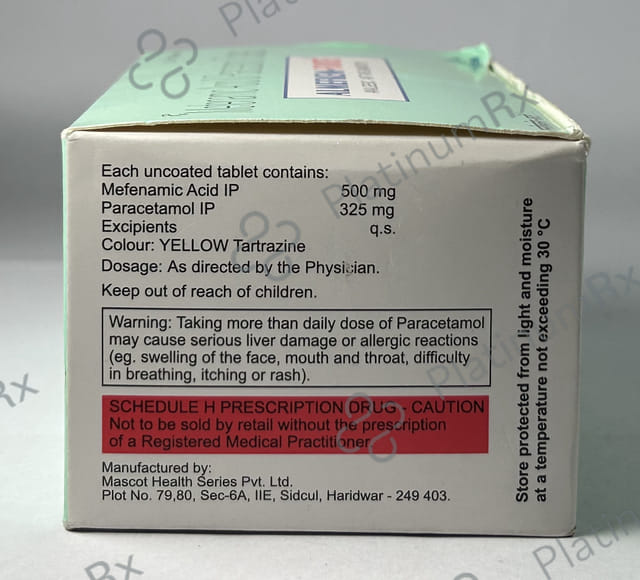 Each uncoated tablet contains:
Mefenamic Acid IP 500 mg
Paracetamol IP 325 mg
Excipients q.s.
Colour: YELLOW Tartrazine
Dosage: As directed by the Physician.
Keep out of reach of children.
Warning: Taking more than daily dose of Paracetamol
may cause serious liver damage or allergic reactions
(eg. swelling of the face, mouth and throat, difficulty
in breathing, itching or rash).
SCHEDULE H PRESCRIPTION DRUG - CAUTION
Not to be sold by retail without the prescription
of a Registered Medical Practitioner.
Manufactured by:
Mascot Health Series Pvt. Ltd.
Plot No. 79,80, Sec-6A, IIE, Sidcul, Haridwar - 249 403.
Store protected from light and moisture
at a temperature not exceeding 30 °C
PlatinumRx
PlatinumRx